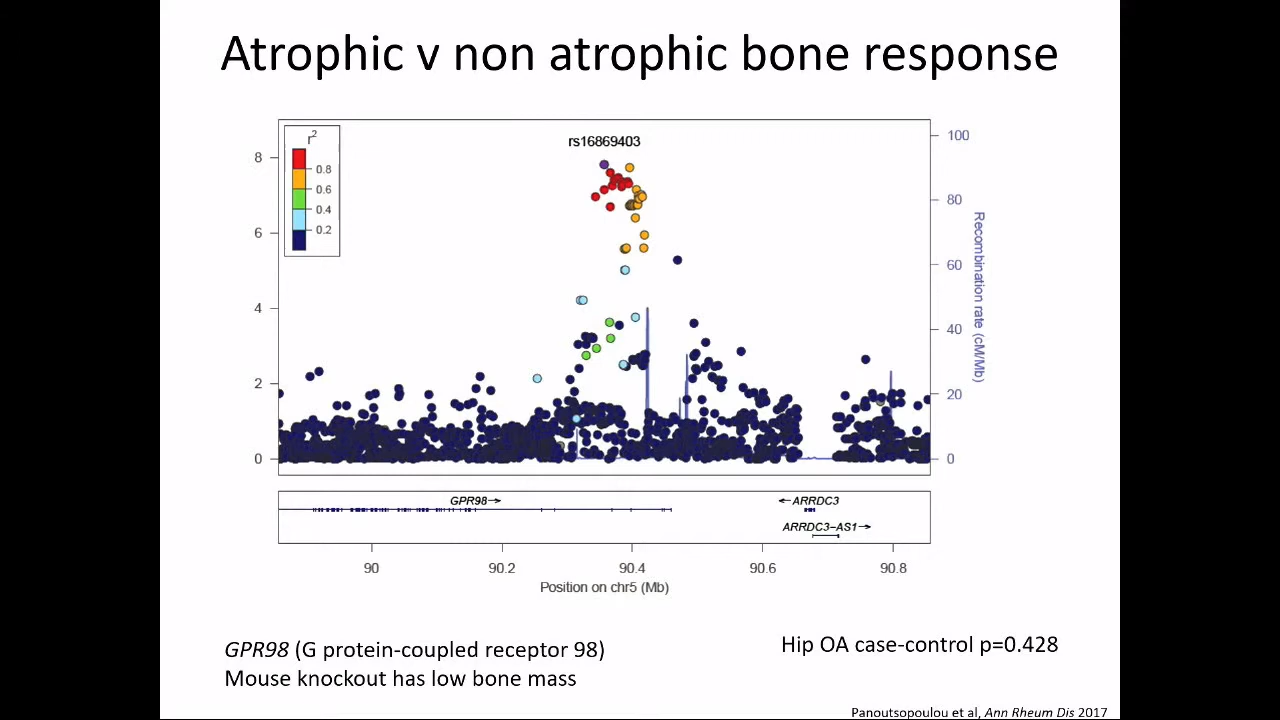 Atrophic v non atrophic bone response
rs16869403
r2
0.8
0.6
0.4
0.2
8
6
4
2
0
100
80
60
40
20
0
Recombination rate (cM/Mb)
GPR98→
←ARRDC3
ARRDC3−AS1→
90 90.2 90.4 90.6 90.8
Position on chr5 (Mb)
GPR98 (G protein-coupled receptor 98)
Mouse knockout has low bone mass
Hip OA case-control p=0.428
Panoutsopoulou et al, Ann Rheum Dis 2017